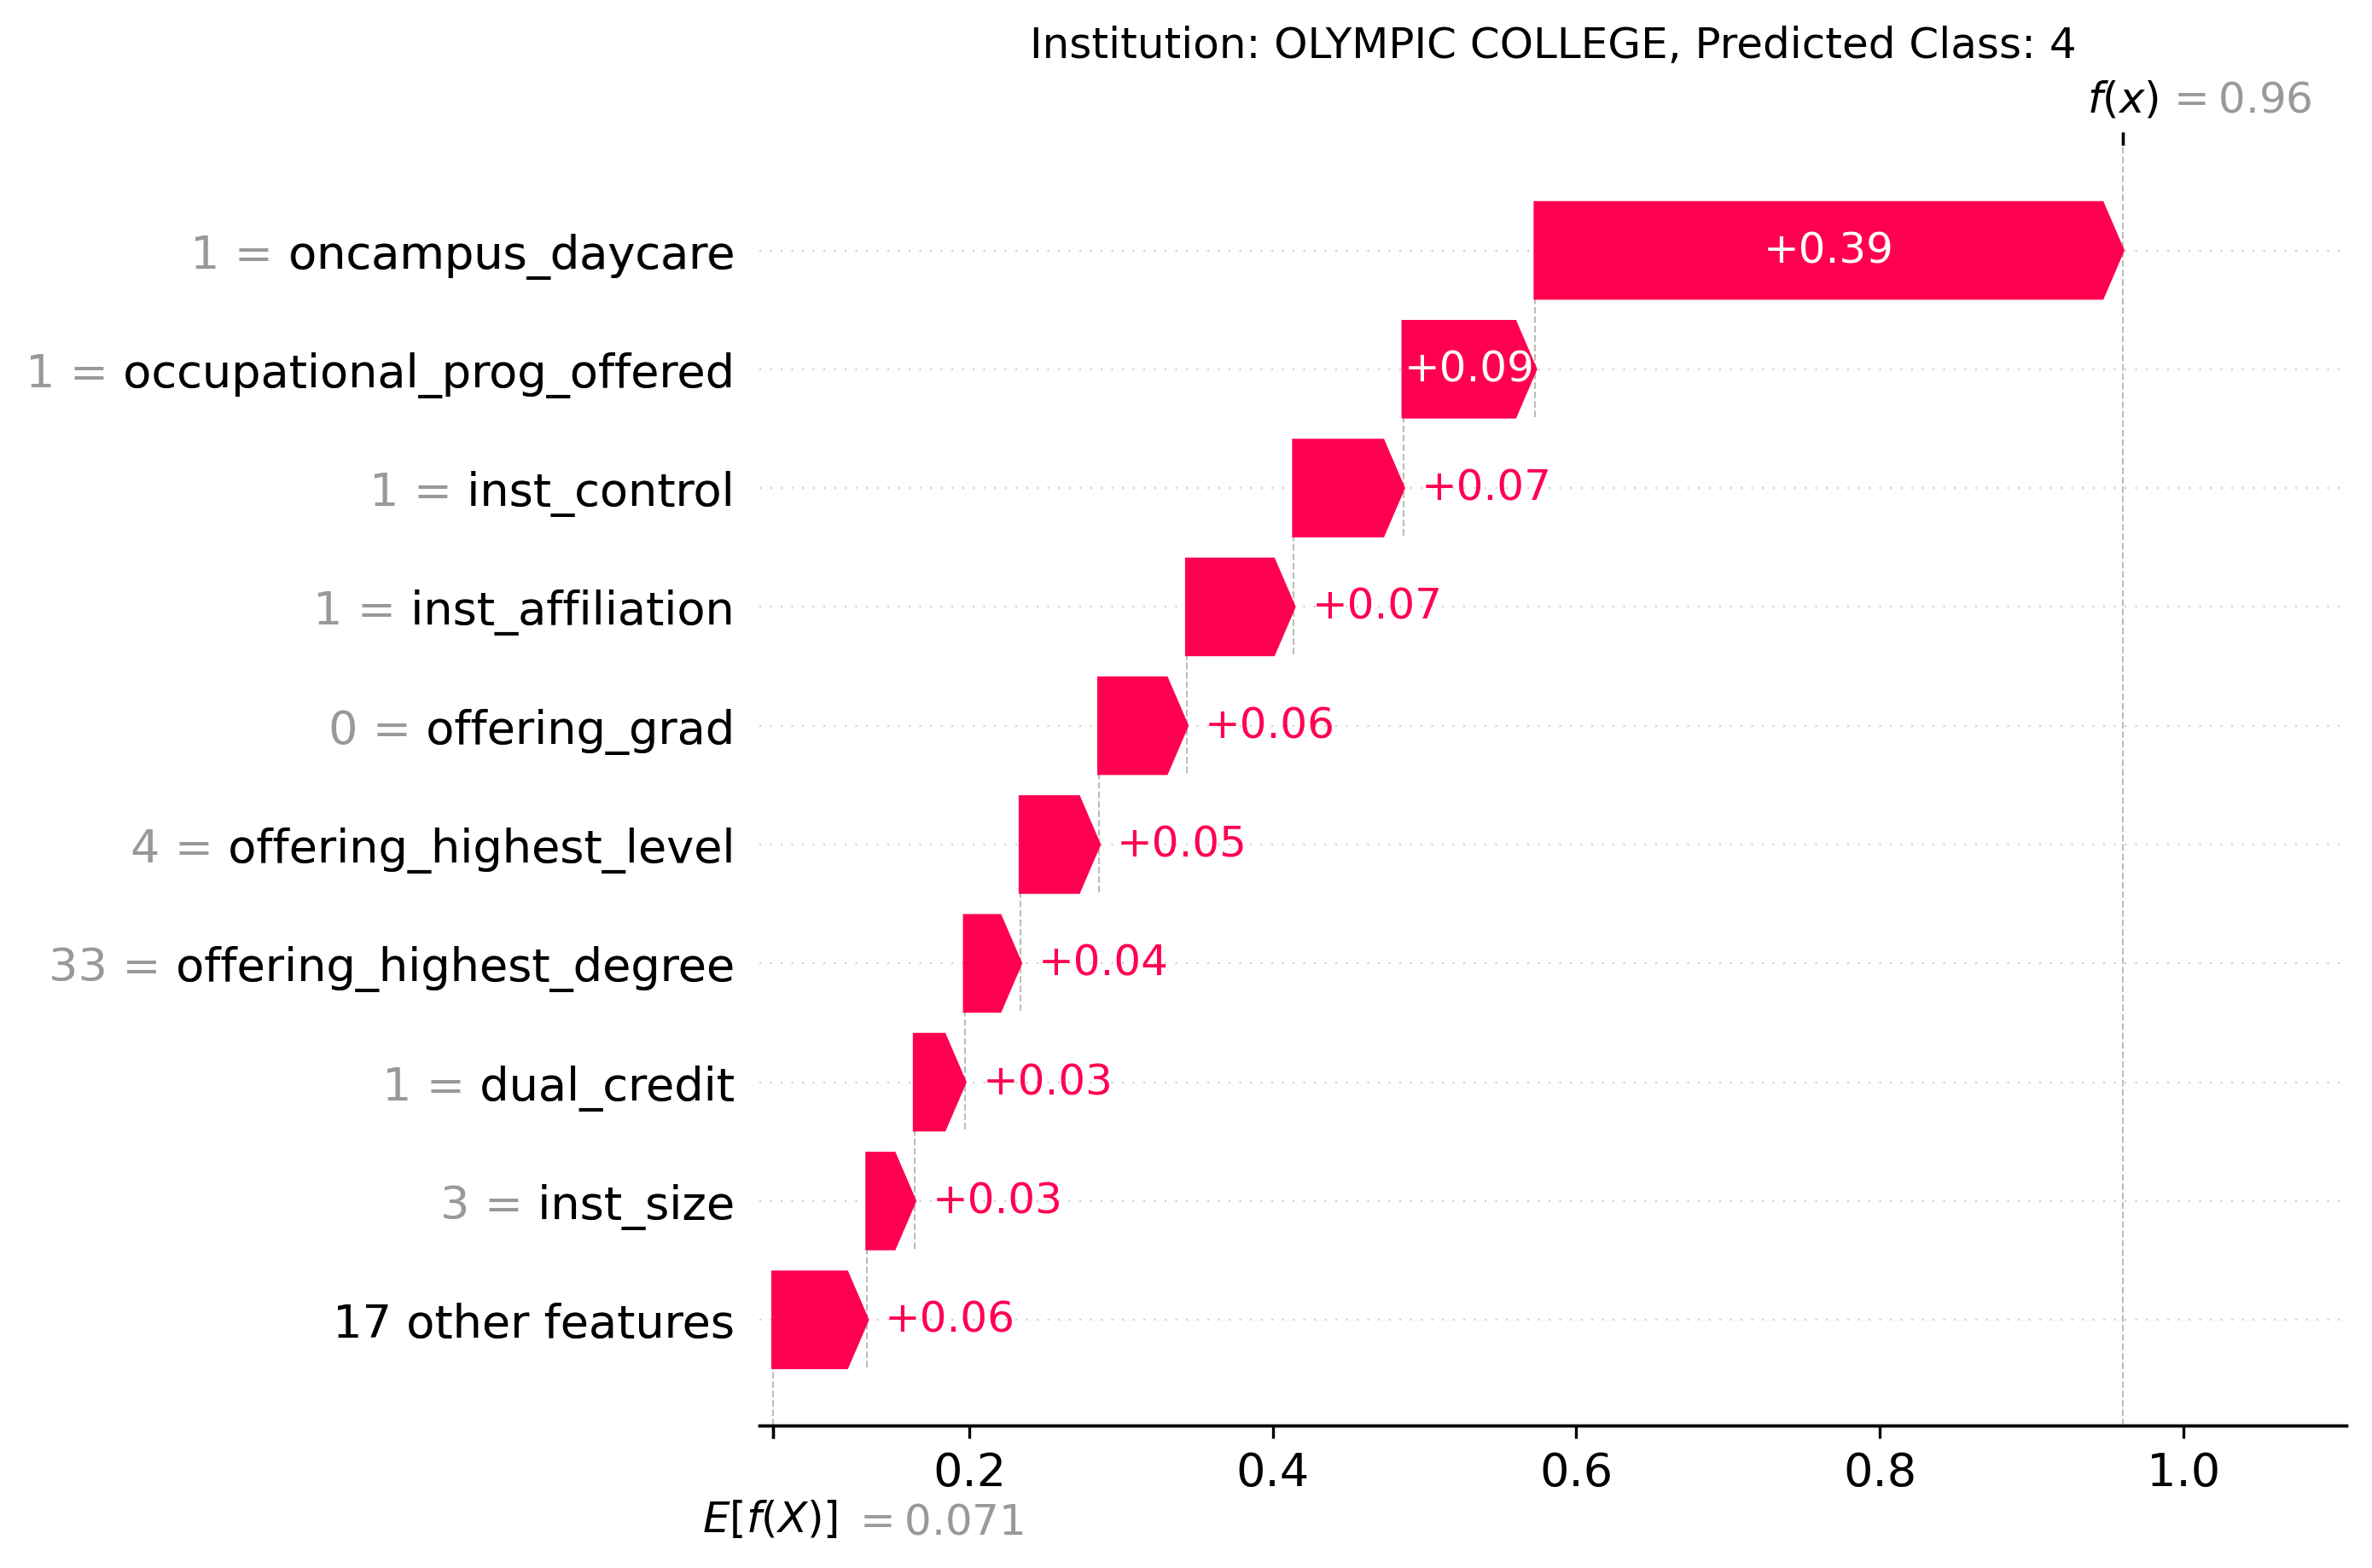 Institution: OLYMPIC COLLEGE, Predicted Class: 4
f(x) = 0.96
1 = oncampus_daycare +0.39
1 = occupational_prog_offered +0.09
1 = inst_control +0.07
1 = inst_affiliation +0.07
0 = offering_grad +0.06
4 = offering_highest_level +0.05
33 = offering_highest_degree +0.04
1 = dual_credit +0.03
3 = inst_size +0.03
17 other features +0.06
0.2 0.4 0.6 0.8 1.0
E[f(X)] = 0.071